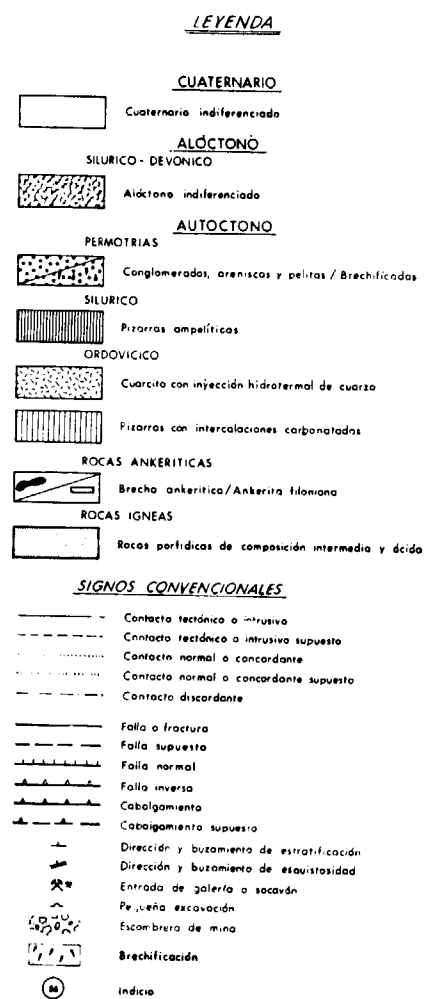 LEYENDA
CUATERNARIO
Cuaternario indiferenciado
ALÓCTONO
SILURICO - DEVONICO
Alóctono indiferenciado
AUTOCTONO
PERMOTRIAS
Conglomerados, areniscas y pelitas / Brechificadas
SILURICO
Pizarras ampelíticas
ORDOVICICO
Cuarcita con inyección hidrotermal de cuarzo
Pizarras con intercalaciones carbonatadas
ROCAS ANKERITICAS
Brecha ankeritica / Ankerita filoniana
ROCAS IGNEAS
Rocas porfidicas de composición intermedia y ácida
SIGNOS CONVENCIONALES
Contacto tectónico o intrusivo
Contacto tectónico o intrusivo supuesto
Contacto normal o concordante
Contacto normal o concordante supuesto
Contacto discordante
Falla o fractura
Falla supuesta
Falla normal
Falla inversa
Cabalgamiento
Cabalgamiento supuesto
Dirección y buzamiento de estratificación
Dirección y buzamiento de esquistosidad
Entrada de galería o socavón
Pequeña excavación
Escombrera de mina
Brechificación
86 Indicio